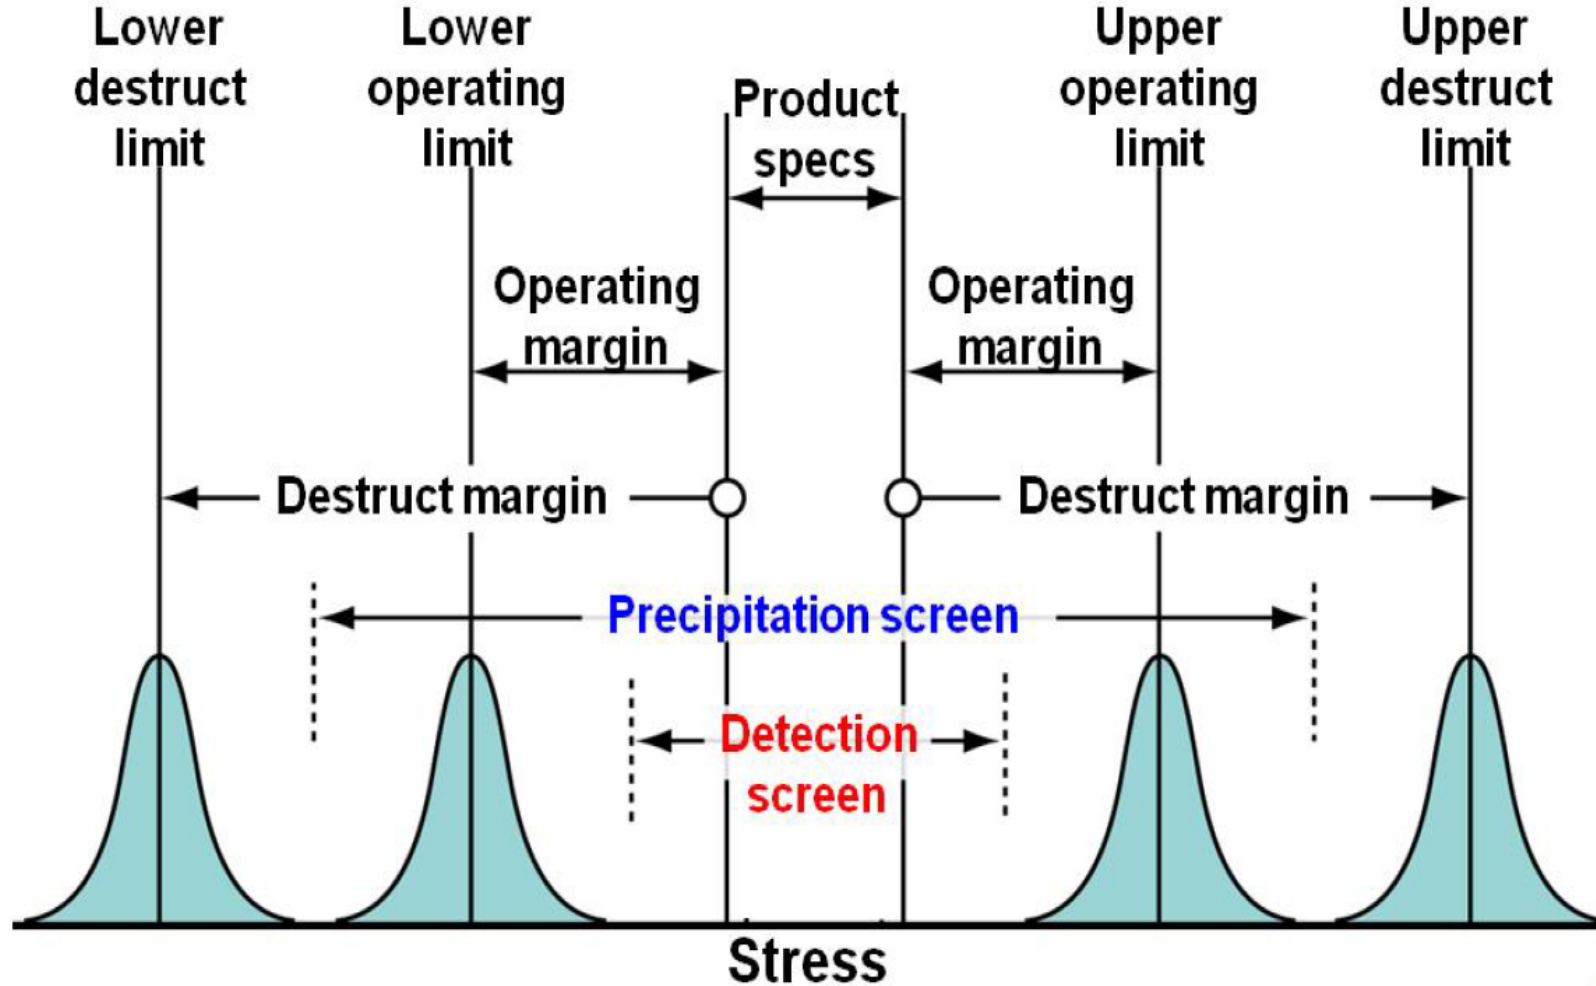 Lower
destruct
limit
Lower
operating
limit
Product
specs
Upper
operating
limit
Upper
destruct
limit
Operating
margin
Operating
margin
Destruct margin
Destruct margin
Precipitation screen
Detection
screen
Stress